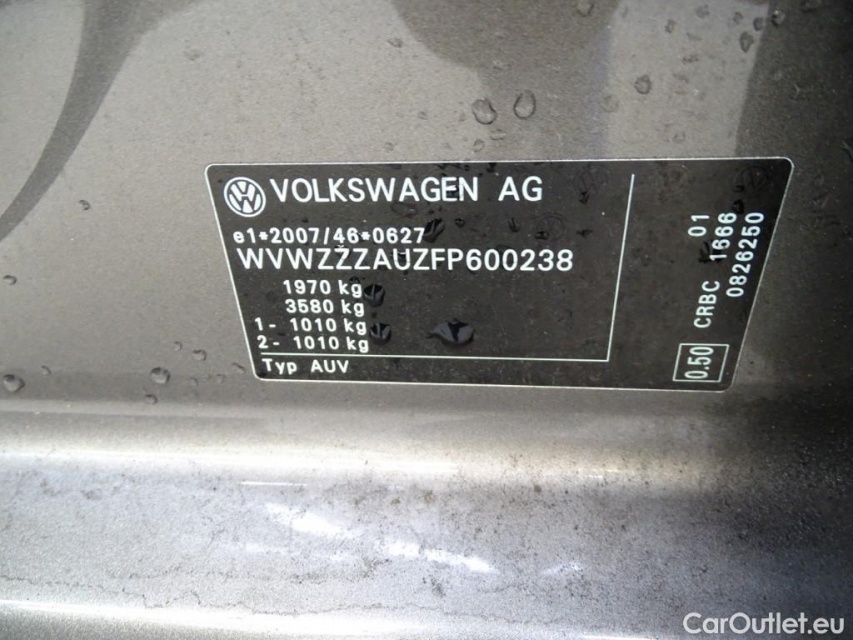 VOLKSWAGEN AG
e1*2007/46*0627
WVWZZZAUZFP600238
1970 kg
3580 kg
1- 1010 kg
2- 1010 kg
Typ AUV
01
CRBC 1666
0826250
0.50
CarOutlet.eu